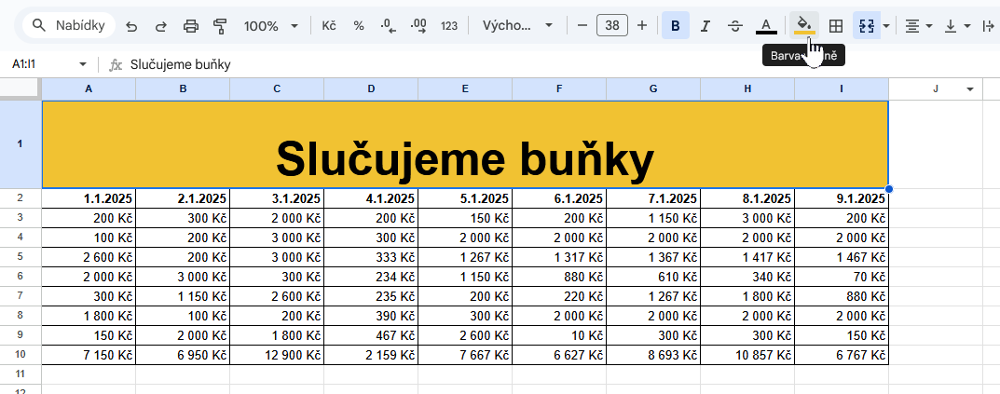 Nabídky 100% Kč % .0 .00 123 Výcho... − 38 + B I S A
Barva
A1:I1 fx Slučujeme buňky
A B C D E F G H I J
1 Slučujeme buňky
2 1.1.2025 2.1.2025 3.1.2025 4.1.2025 5.1.2025 6.1.2025 7.1.2025 8.1.2025 9.1.2025
3 200 Kč 300 Kč 2 000 Kč 200 Kč 150 Kč 200 Kč 1 150 Kč 3 000 Kč 200 Kč
4 100 Kč 200 Kč 3 000 Kč 300 Kč 2 000 Kč 2 000 Kč 2 000 Kč 2 000 Kč 2 000 Kč
5 2 600 Kč 200 Kč 3 000 Kč 333 Kč 1 267 Kč 1 317 Kč 1 367 Kč 1 417 Kč 1 467 Kč
6 2 000 Kč 3 000 Kč 300 Kč 234 Kč 1 150 Kč 880 Kč 610 Kč 340 Kč 70 Kč
7 300 Kč 1 150 Kč 2 600 Kč 235 Kč 200 Kč 220 Kč 1 267 Kč 1 800 Kč 880 Kč
8 1 800 Kč 100 Kč 200 Kč 390 Kč 300 Kč 2 000 Kč 2 000 Kč 2 000 Kč 2 000 Kč
9 150 Kč 2 000 Kč 1 800 Kč 467 Kč 2 600 Kč 10 Kč 300 Kč 300 Kč 150 Kč
10 7 150 Kč 6 950 Kč 12 900 Kč 2 159 Kč 7 667 Kč 6 627 Kč 8 693 Kč 10 857 Kč 6 767 Kč
11
12